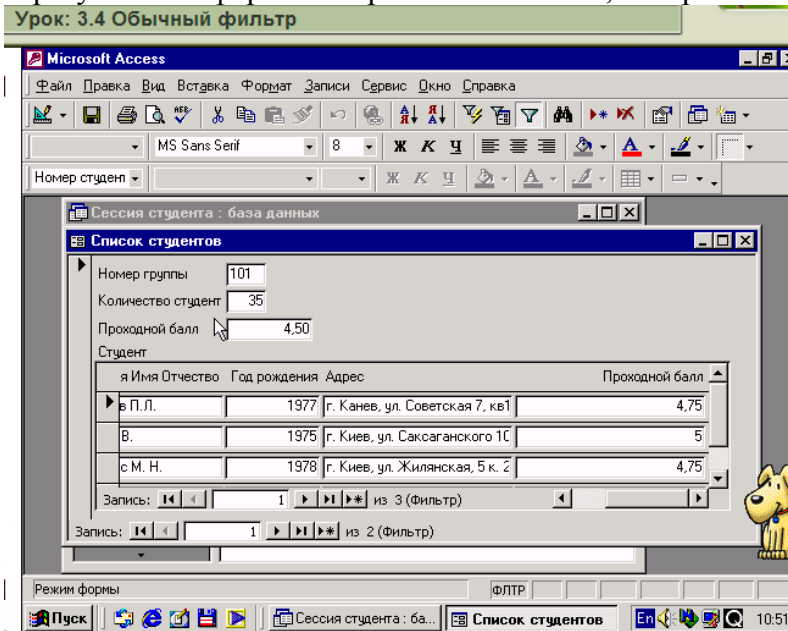 Урок: 3.4 Обычный фильтр
Microsoft Access
Файл Правка Вид Вставка Формат Записи Сервис Окно Справка
MS Sans Serif 8 Ж К Ч
Номер студен Ж К Ч
Сессия студента : база данных
Список студентов
Номер группы 101
Количество студент 35
Проходной балл 4,50
Студент
я Имя Отчество Год рождения Адрес Проходной балл
в П.Л. 1977 г. Канев, ул. Советская 7, кв1 4,75
В. 1975 г. Киев, ул. Саксаганского 10 5
с М. Н. 1978 г. Киев, ул. Жилянская, 5 к. 2 4,75
Запись: 1 из 3 (Фильтр)
Запись: 1 из 2 (Фильтр)
Режим формы ФЛТР
Пуск Сессия студента : ба... Список студентов En 10:51